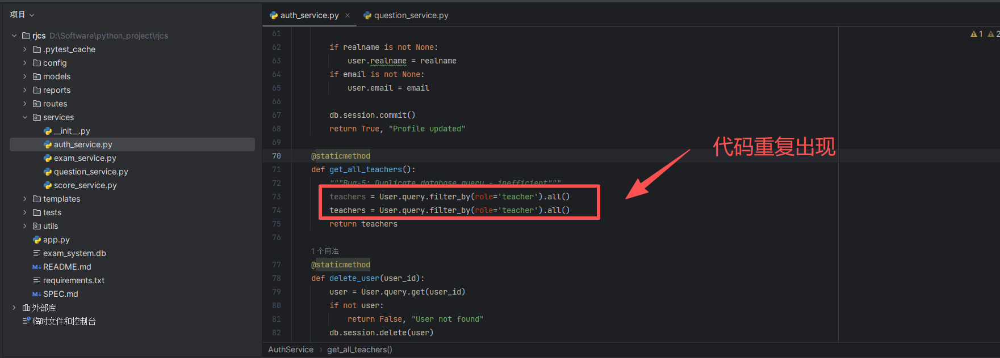 项目
rjcs D:\Software\python_project\rjcs
.pytest_cache
config
models
reports
routes
services
__init__.py
auth_service.py
exam_service.py
question_service.py
score_service.py
templates
tests
utils
app.py
exam_system.db
M↓ README.md
requirements.txt
M↓ SPEC.md
外部库
临时文件和控制台
auth_service.py ×
question_service.py
1 2
61
62 if realname is not None:
63 user.realname = realname
64 if email is not None:
65 user.email = email
66
67 db.session.commit()
68 return True, "Profile updated"
69
70 @staticmethod
71 def get_all_teachers():
72 """Bug-5: Duplicate database query - inefficient"""
73 teachers = User.query.filter_by(role='teacher').all()
74 teachers = User.query.filter_by(role='teacher').all()
75 return teachers
76
1 个用法
77 @staticmethod
78 def delete_user(user_id):
79 user = User.query.get(user_id)
80 if not user:
81 return False, "User not found"
82 db.session.delete(user)
代码重复出现
AuthService › get_all_teachers()